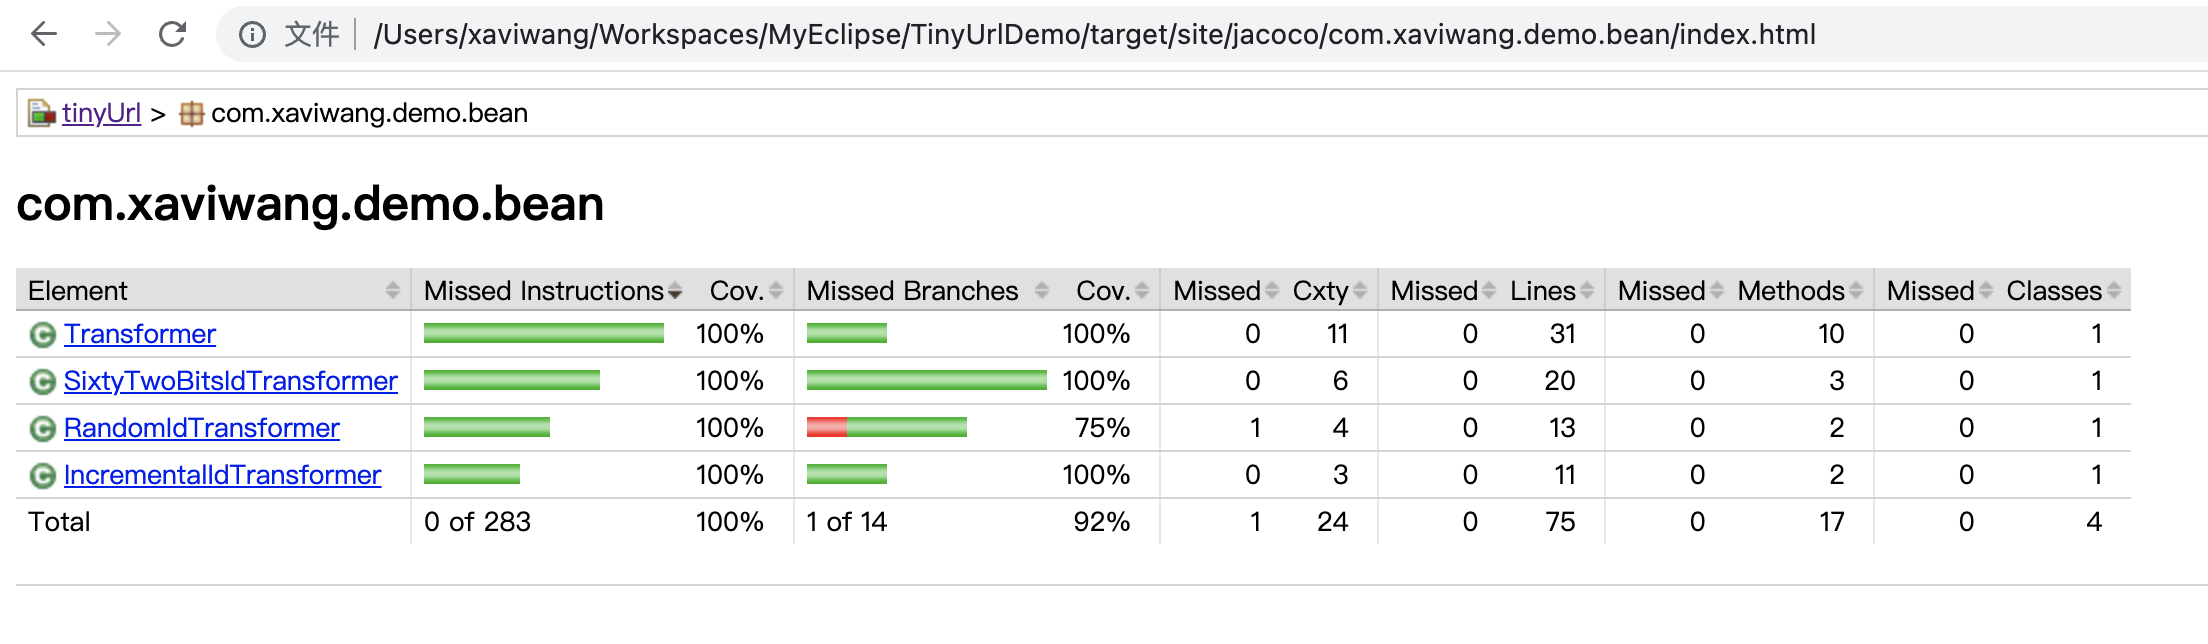 文件 /Users/xaviwang/Workspaces/MyEclipse/TinyUrlDemo/target/site/jacoco/com.xaviwang.demo.bean/index.html
tinyUrl > com.xaviwang.demo.bean
com.xaviwang.demo.bean
Element Missed Instructions Cov. Missed Branches Cov. Missed Cxty Missed Lines Missed Methods Missed Classes
C Transformer 100% 100% 0 11 0 31 0 10 0 1
C SixtyTwoBitsIdTransformer 100% 100% 0 6 0 20 0 3 0 1
C RandomIdTransformer 100% 75% 1 4 0 13 0 2 0 1
C IncrementalIdTransformer 100% 100% 0 3 0 11 0 2 0 1
Total 0 of 283 100% 1 of 14 92% 1 24 0 75 0 17 0 4